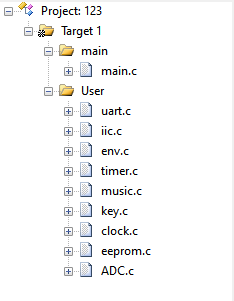 Project: 123
Target 1
main
main.c
User
uart.c
iic.c
env.c
timer.c
music.c
key.c
clock.c
eeprom.c
ADC.c